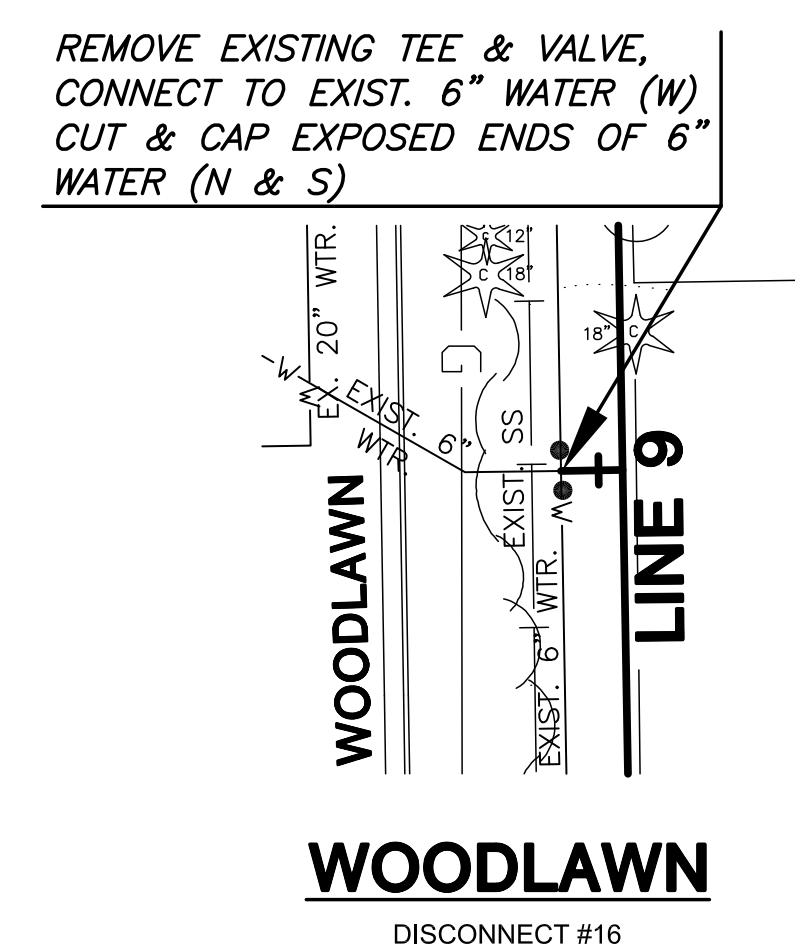 REMOVE EXISTING TEE & VALVE,
CONNECT TO EXIST. 6" WATER (W)
CUT & CAP EXPOSED ENDS OF 6"
WATER (N & S)
C 12"
C 18"
18" C
EX. 20" WTR.
W
W
EXIST. 6"
WTR.
G
EXIST. SS
W
EXIST. 6" WTR.
LINE 9
WOODLAWN
WOODLAWN
DISCONNECT #16